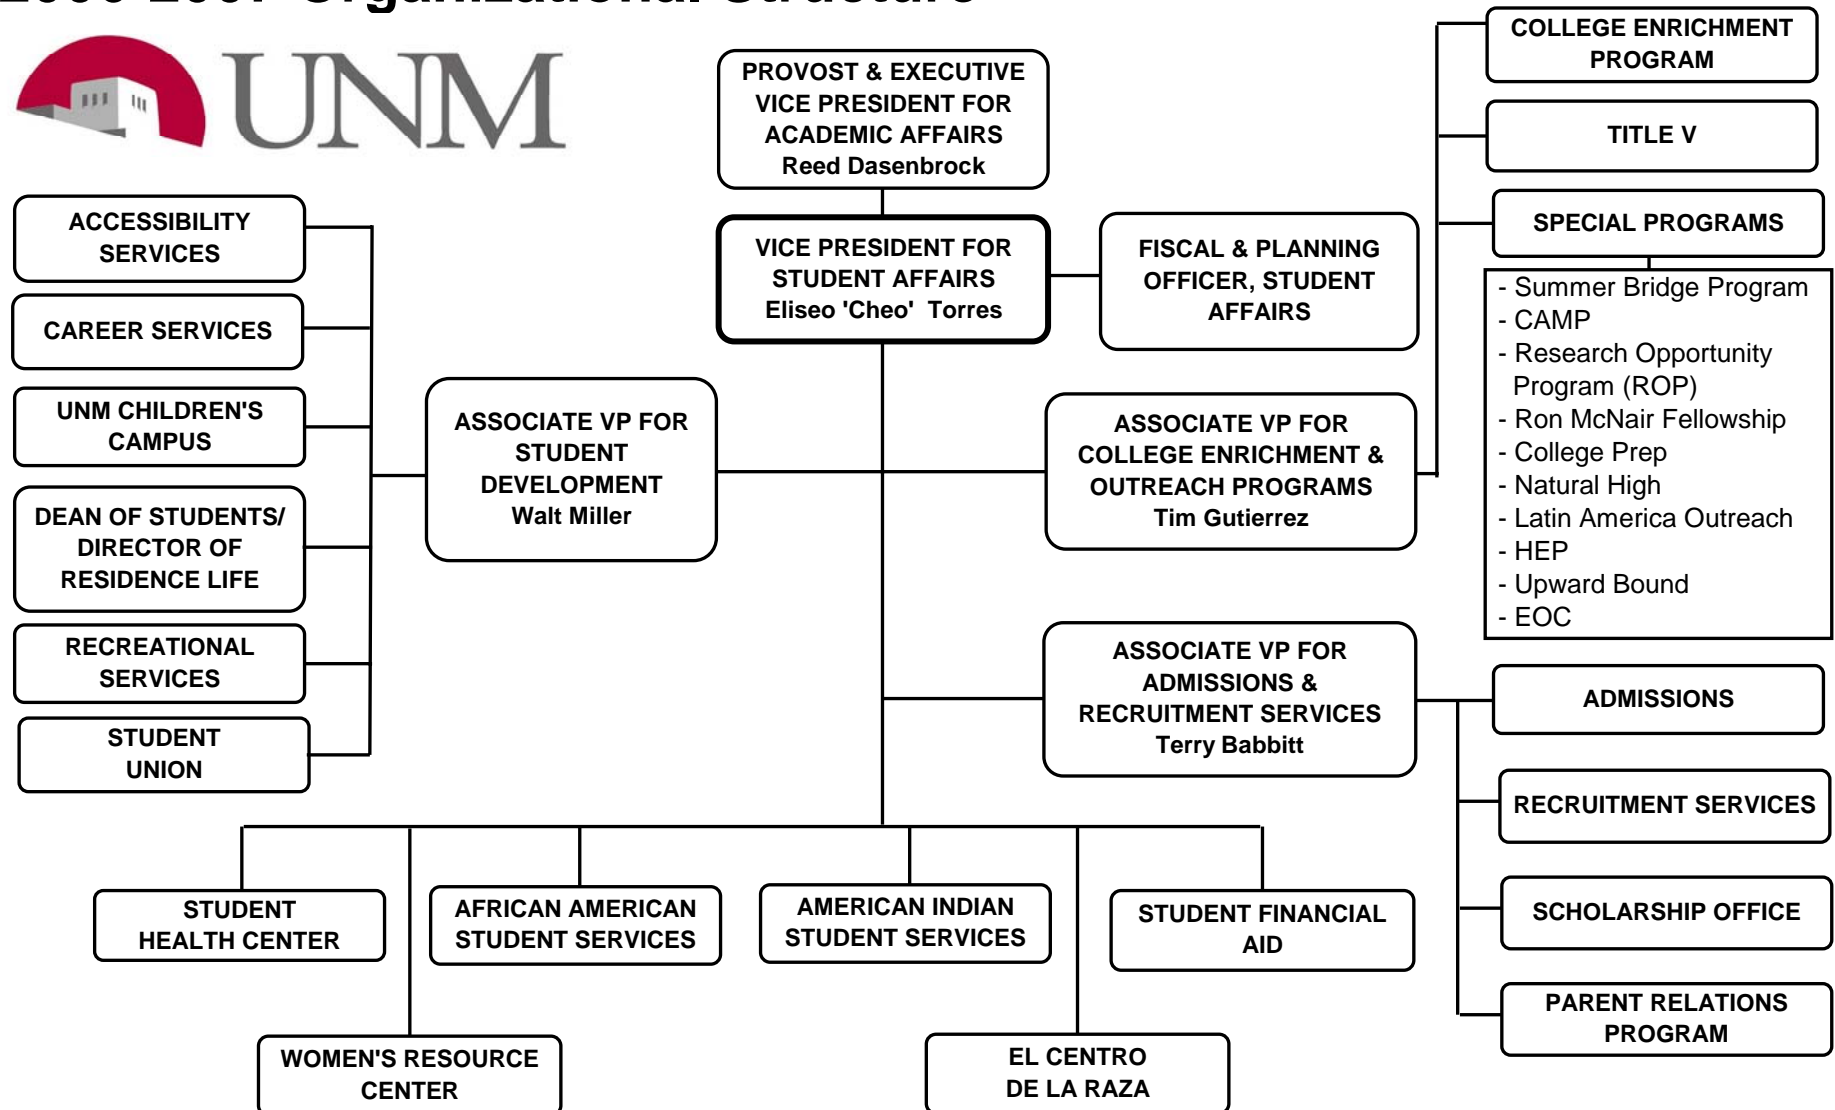 UNM
PROVOST & EXECUTIVE
VICE PRESIDENT FOR
ACADEMIC AFFAIRS
Reed Dasenbrock
VICE PRESIDENT FOR
STUDENT AFFAIRS
Eliseo 'Cheo'  Torres
FISCAL & PLANNING
OFFICER, STUDENT
AFFAIRS
ASSOCIATE VP FOR
STUDENT
DEVELOPMENT
Walt Miller
ACCESSIBILITY
SERVICES
CAREER SERVICES
UNM CHILDREN'S
CAMPUS
DEAN OF STUDENTS/
DIRECTOR OF
RESIDENCE LIFE
RECREATIONAL
SERVICES
STUDENT
UNION
ASSOCIATE VP FOR
COLLEGE ENRICHMENT &
OUTREACH PROGRAMS
Tim Gutierrez
COLLEGE ENRICHMENT
PROGRAM
TITLE V
SPECIAL PROGRAMS
- Summer Bridge Program
- CAMP
- Research Opportunity
Program (ROP)
- Ron McNair Fellowship
- College Prep
- Natural High
- Latin America Outreach
- HEP
- Upward Bound
- EOC
ASSOCIATE VP FOR
ADMISSIONS &
RECRUITMENT SERVICES
Terry Babbitt
ADMISSIONS
RECRUITMENT SERVICES
SCHOLARSHIP OFFICE
PARENT RELATIONS
PROGRAM
STUDENT
HEALTH CENTER
AFRICAN AMERICAN
STUDENT SERVICES
AMERICAN INDIAN
STUDENT SERVICES
STUDENT FINANCIAL
AID
WOMEN'S RESOURCE
CENTER
EL CENTRO
DE LA RAZA